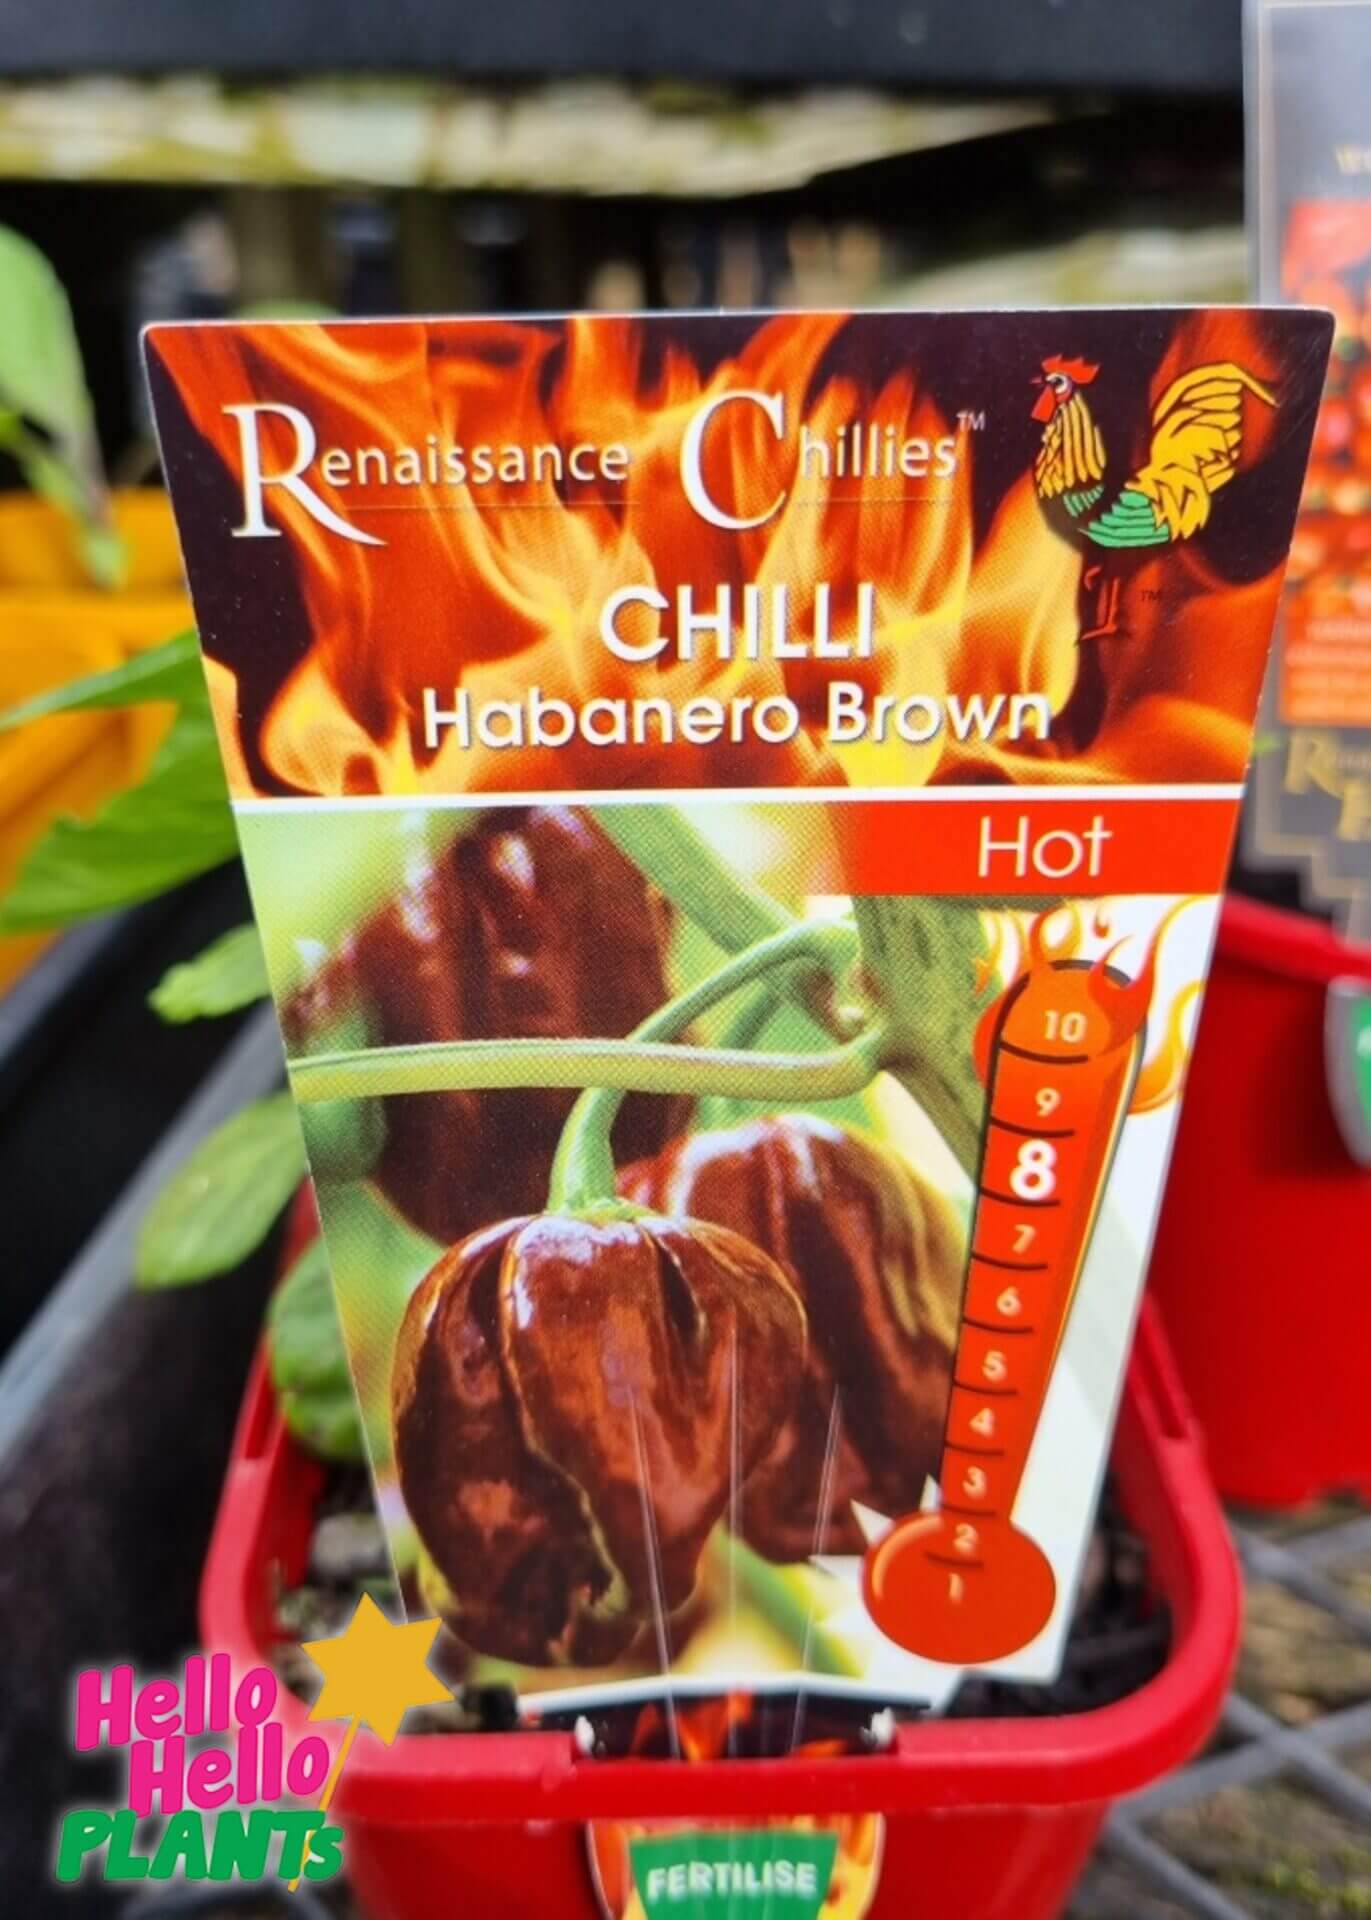 Renaissance Chillies™
TM
CHILLI
Habanero Brown
Hot
10
9
8
7
6
5
4
3
2
1
Hello
Hello
PLANTs
FERTILISE